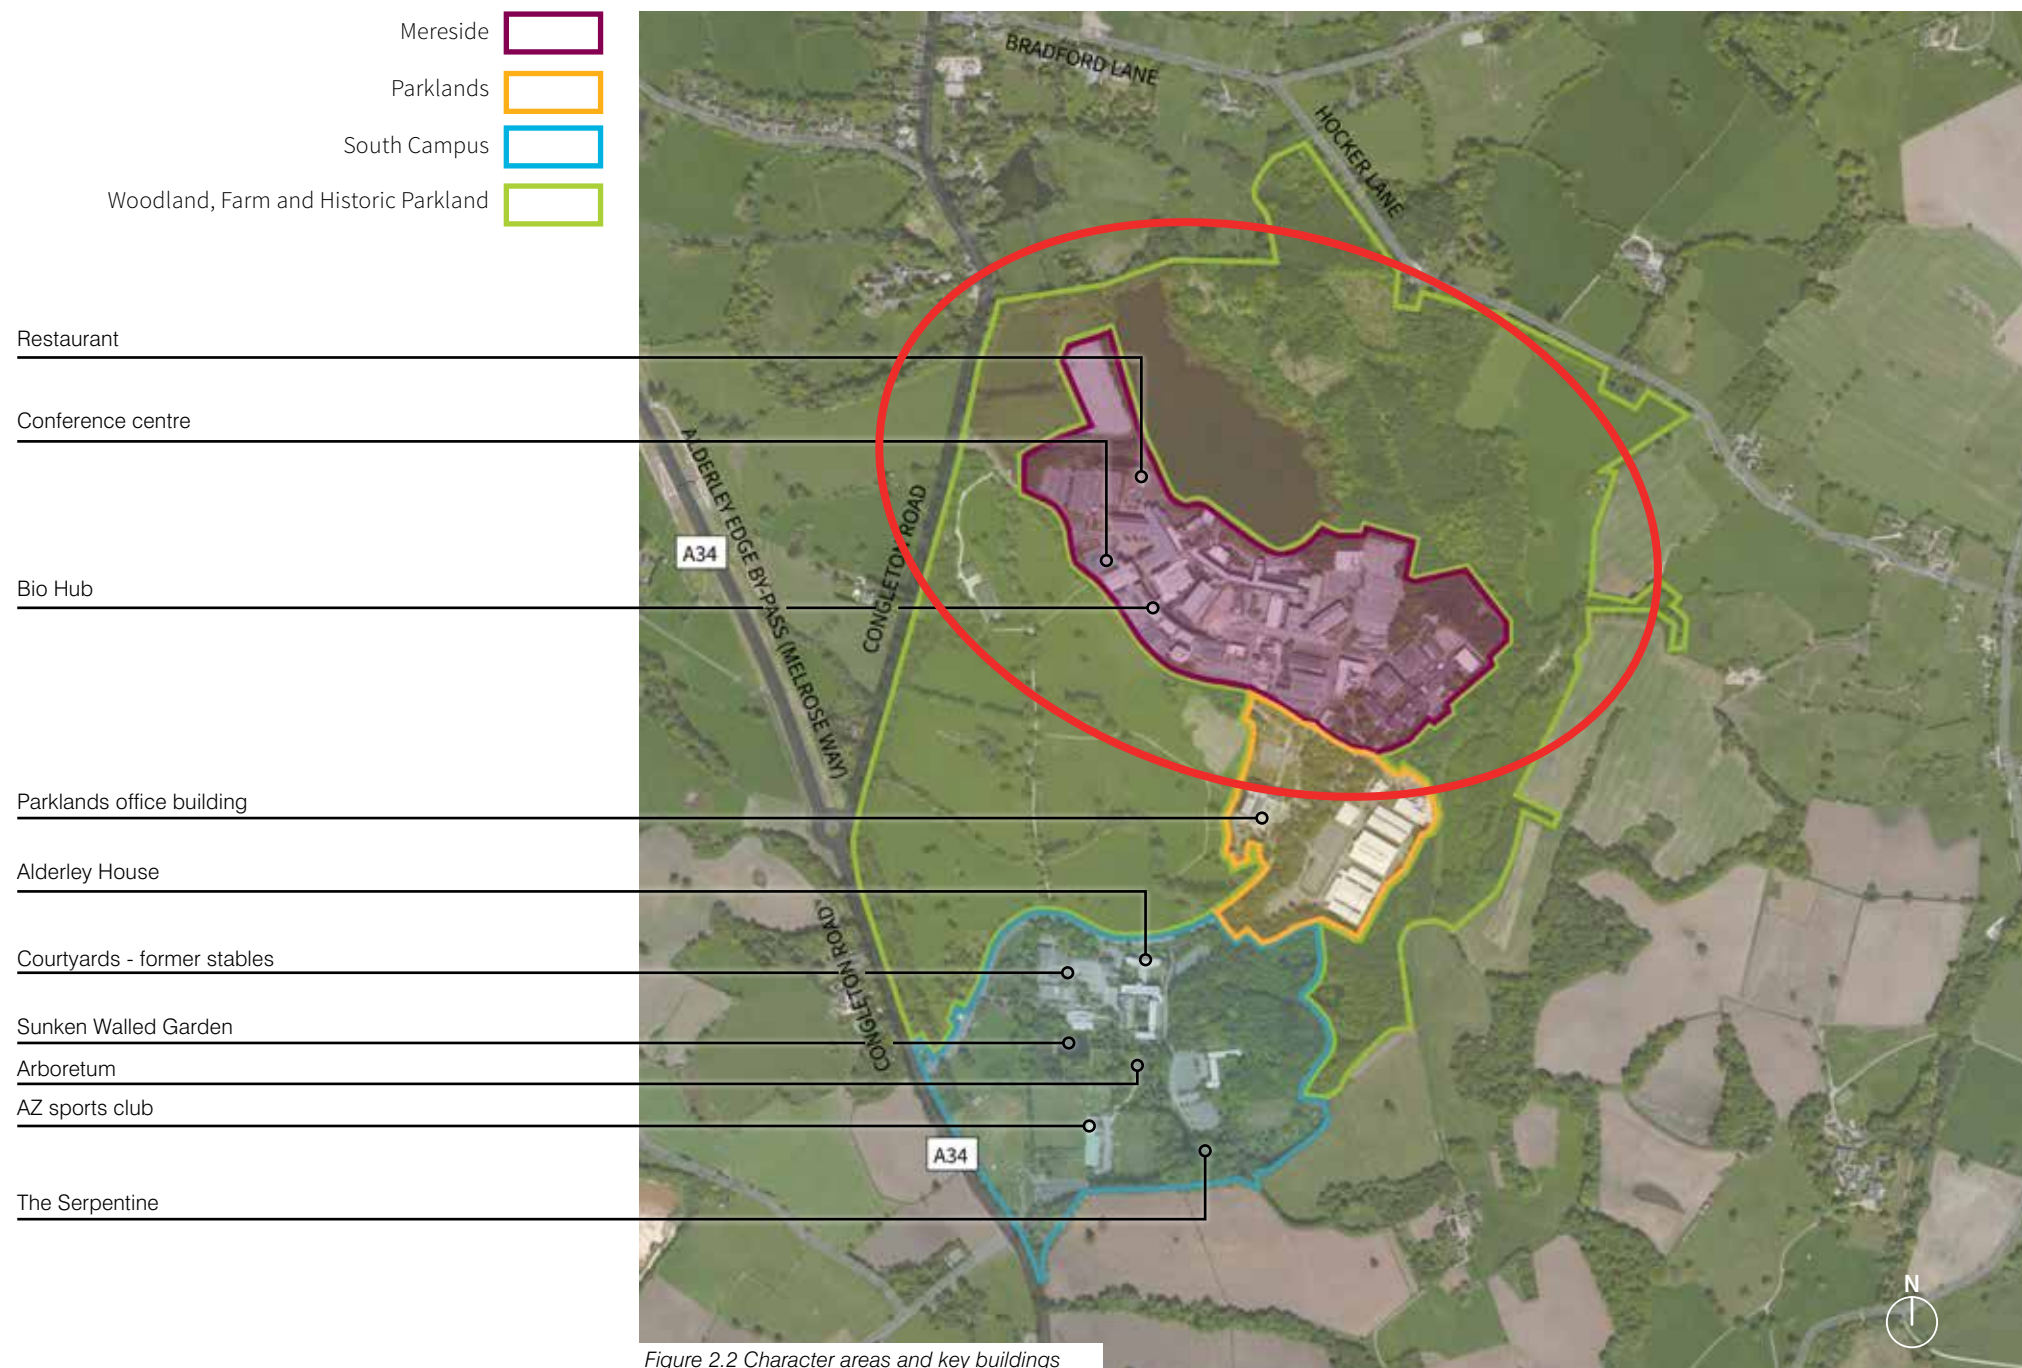 Mereside
Parklands
South Campus
Woodland, Farm and Historic Parkland
Restaurant
Conference centre
Bio Hub
Parklands office building
Alderley House
Courtyards - former stables
Sunken Walled Garden
Arboretum
AZ sports club
The Serpentine
BRADFORD LANE
HOCKER LANE
ALDERLEY EDGE BY-PASS (MELROSE WAY)
CONGLETON ROAD
A34
CONGLETON ROAD
A34
N
Figure 2.2 Character areas and key buildings